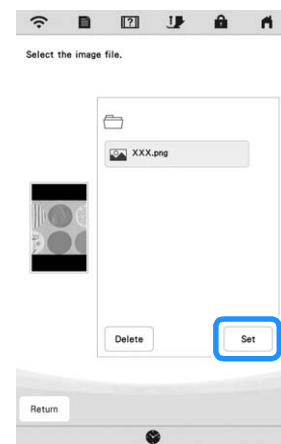 Select the image file.
XXX.png
Delete
Set
Return